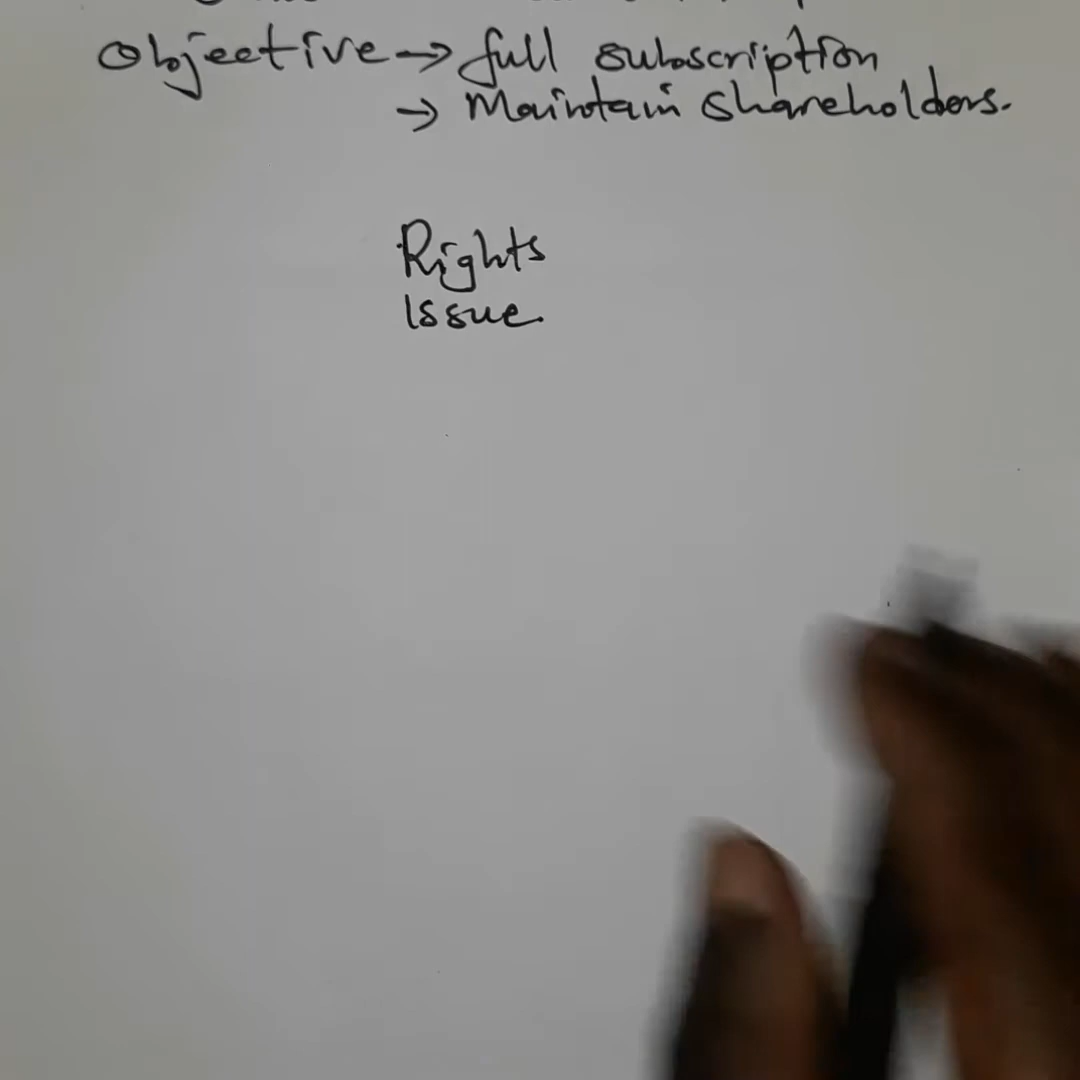 Objective → full subscription
→ Maintain shareholders.
Rights
Issue.